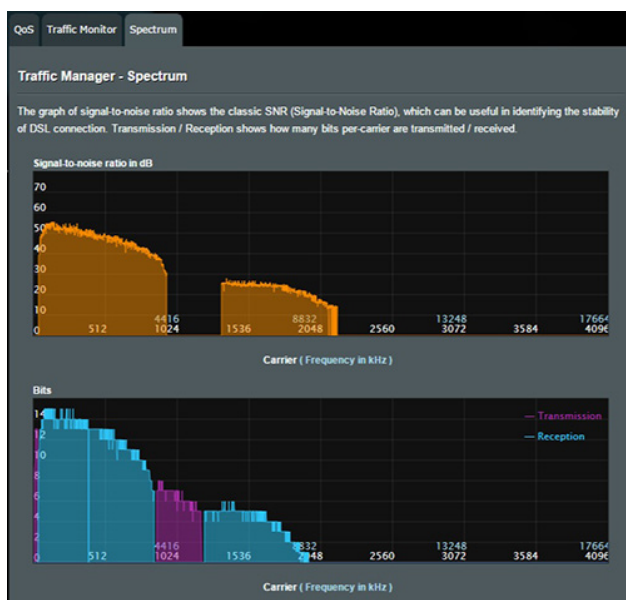 QoS Traffic Monitor Spectrum
Traffic Manager - Spectrum
The graph of signal-to-noise ratio shows the classic SNR (Signal-to-Noise Ratio), which can be useful in identifying the stability
of DSL connection. Transmission / Reception shows how many bits per-carrier are transmitted / received.
Signal-to-noise ratio in dB
70
60
50
40
30
20
10
4416 8832 13248 17664
0 512 1024 1536 2048 2560 3072 3584 4096
Carrier ( Frequency in kHz )
Bits
14 Transmission
12 Reception
10
8
6
4
2 4416 8832 13248 17664
0 512 1024 1536 2048 2560 3072 3584 4096
Carrier ( Frequency in kHz )